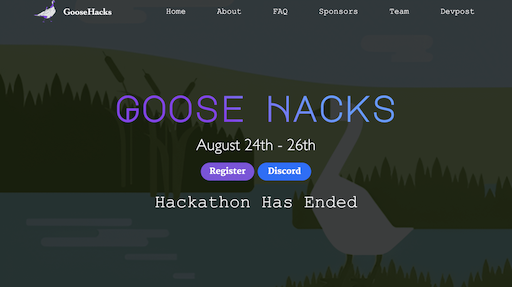 GooseHacks Home About FAQ Sponsors Team Devpost
GOOSE HACKS
August 24th - 26th
Register Discord
Hackathon Has Ended